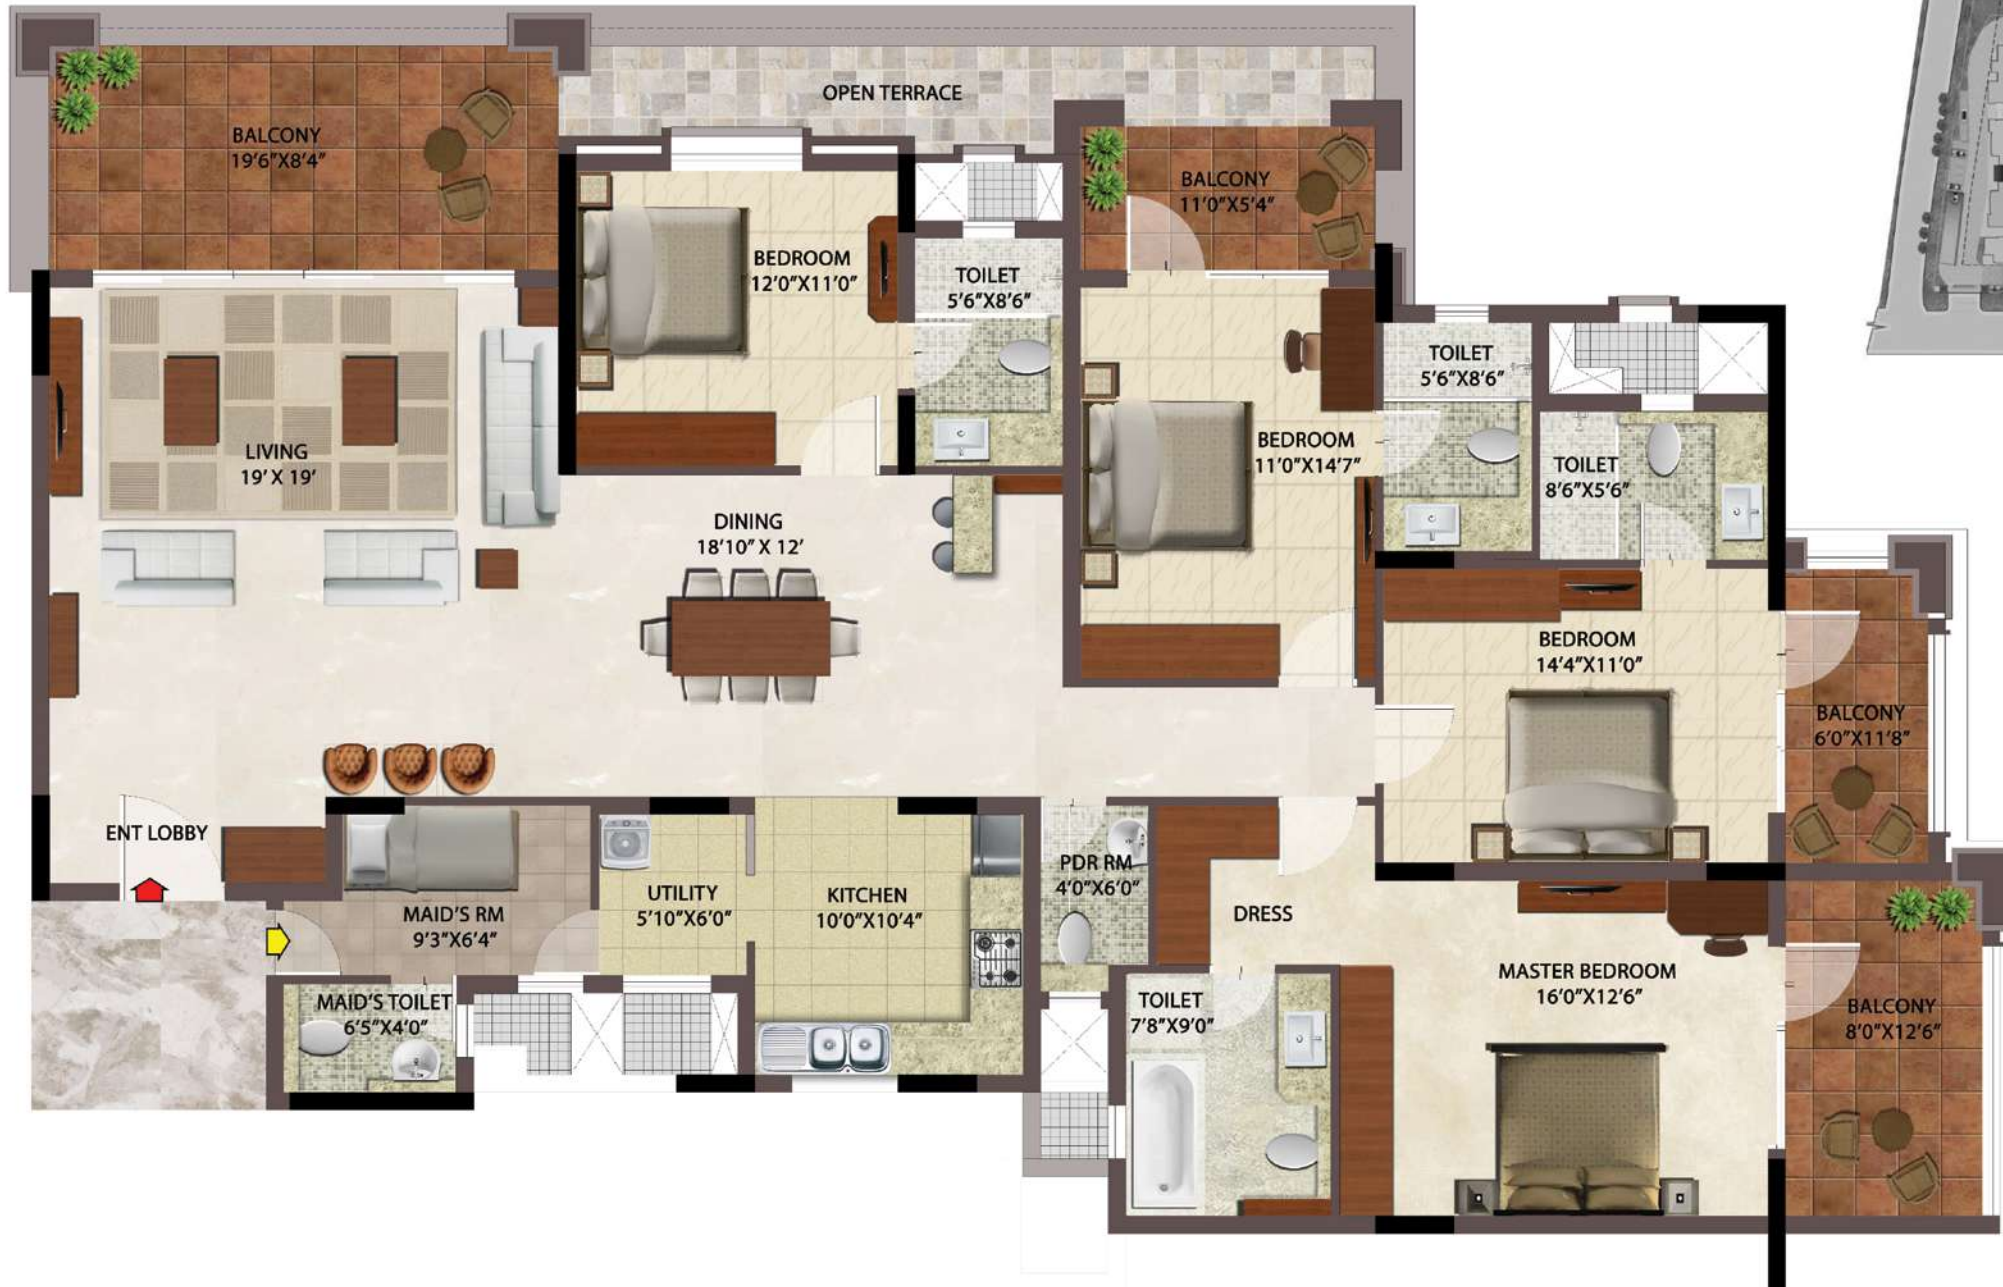 OPEN TERRACE
BALCONY
19'6"X8'4"
BALCONY
11'0"X5'4"
BEDROOM
12'0"X11'0"
TOILET
5'6"X8'6"
TOILET
5'6"X8'6"
LIVING
19' X 19'
BEDROOM
11'0"X14'7"
TOILET
8'6"X5'6"
DINING
18'10" X 12'
BEDROOM
14'4"X11'0"
BALCONY
6'0"X11'8"
ENT LOBBY
PDR RM
4'0"X6'0"
UTILITY
5'10"X6'0"
KITCHEN
10'0"X10'4"
MAID'S RM
9'3"X6'4"
DRESS
MASTER BEDROOM
16'0"X12'6"
MAID'S TOILET
6'5"X4'0"
TOILET
7'8"X9'0"
BALCONY
8'0"X12'6"